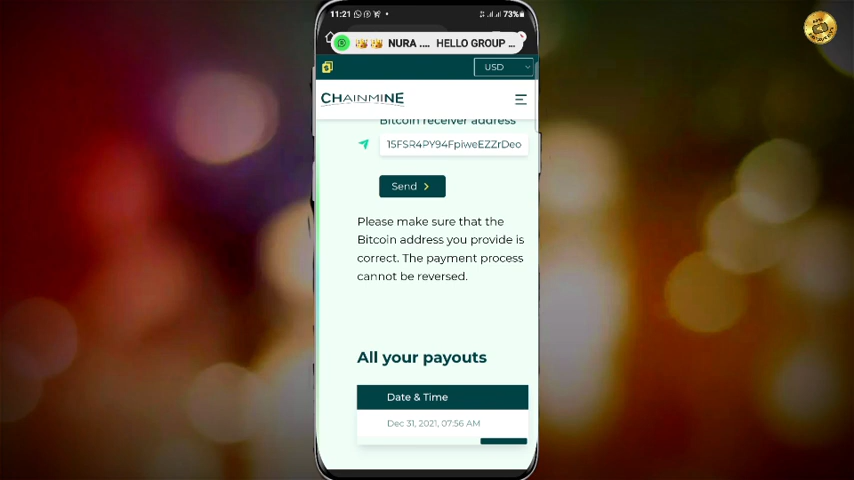 11:21
73%
NURA .... HELLO GROUP ...
USD
CHAINMINE
Bitcoin receiver address
15FSR4PY94FpiweEZZrDeo
Send
Please make sure that the
Bitcoin address you provide is
correct. The payment process
cannot be reversed.
All your payouts
Date & Time
Dec 31, 2021, 07:56 AM